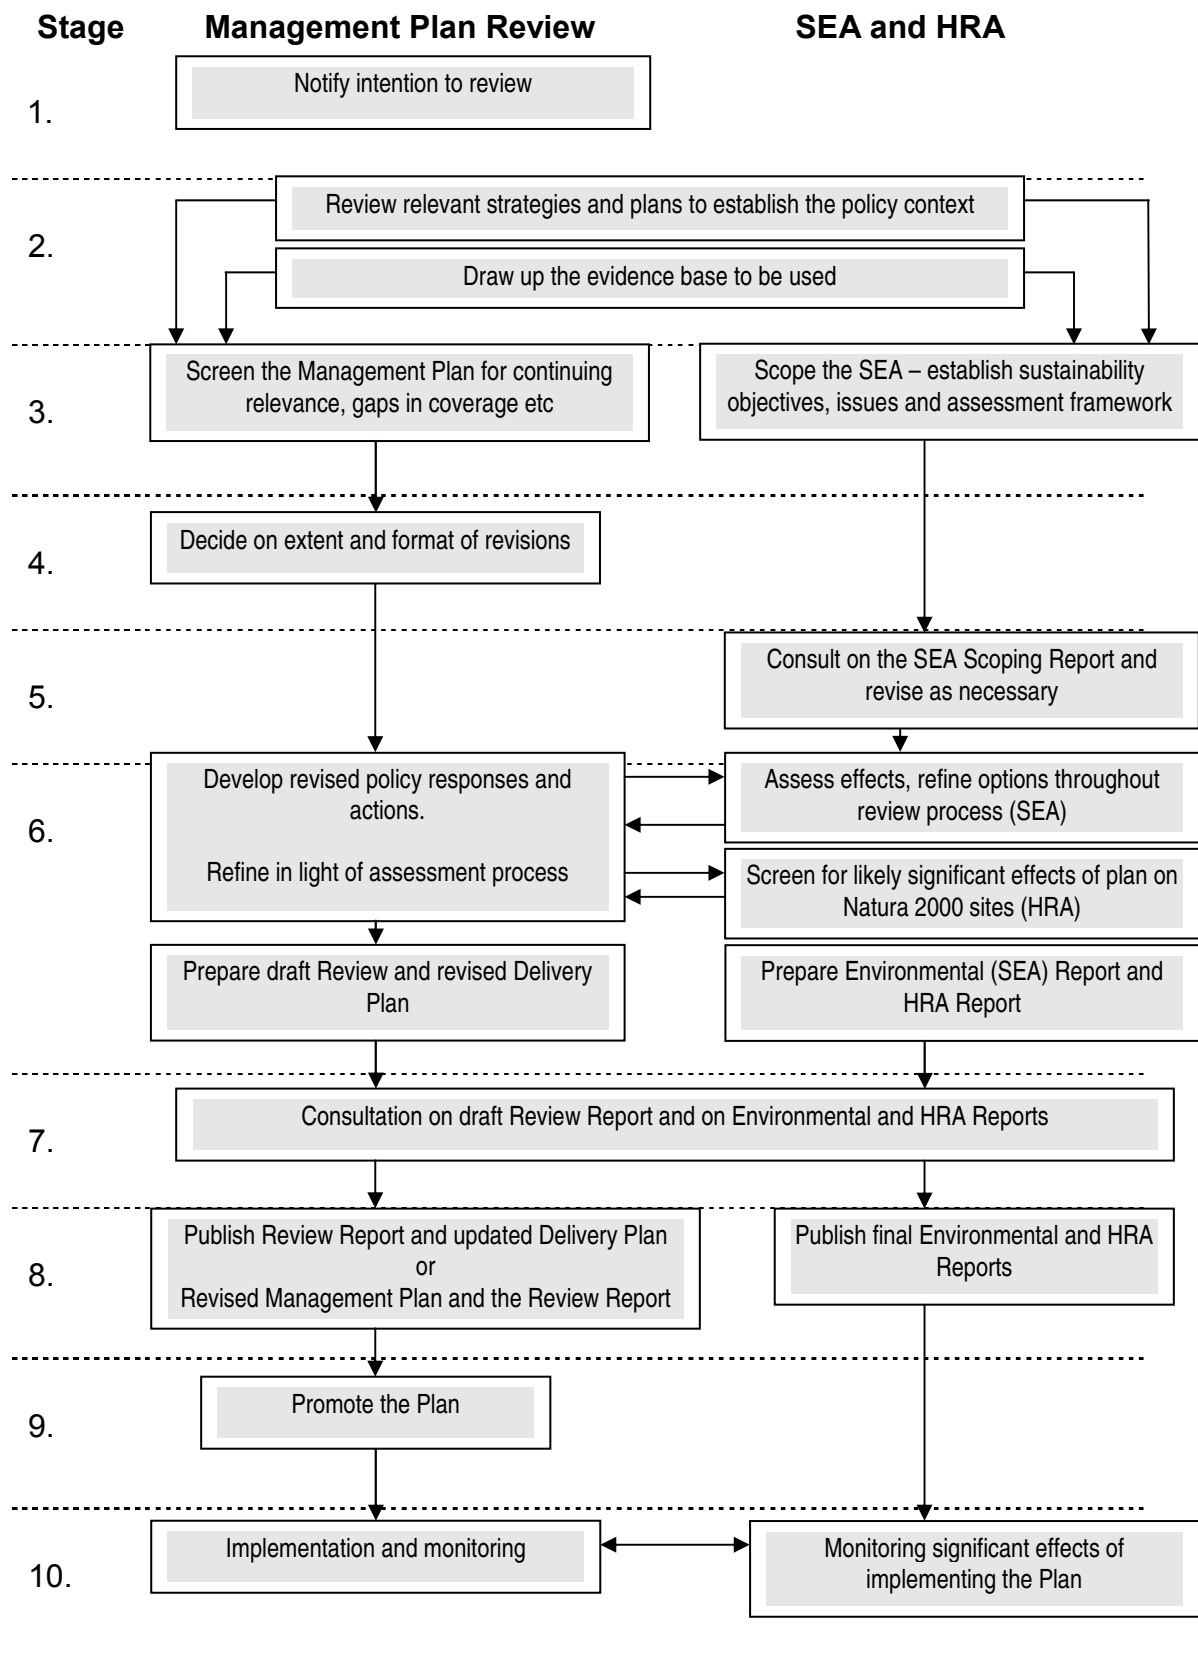 Stage
Management Plan Review
SEA and HRA
1.
Notify intention to review
2.
Review relevant strategies and plans to establish the policy context
Draw up the evidence base to be used
3.
Screen the Management Plan for continuing
relevance, gaps in coverage etc
Scope the SEA – establish sustainability
objectives, issues and assessment framework
4.
Decide on extent and format of revisions
5.
Consult on the SEA Scoping Report and
revise as necessary
6.
Develop revised policy responses and
actions.
Refine in light of assessment process
Assess effects, refine options throughout
review process (SEA)
Screen for likely significant effects of plan on
Natura 2000 sites (HRA)
Prepare draft Review and revised Delivery
Plan
Prepare Environmental (SEA) Report and
HRA Report
7.
Consultation on draft Review Report and on Environmental and HRA Reports
8.
Publish Review Report and updated Delivery Plan
or
Revised Management Plan and the Review Report
Publish final Environmental and HRA
Reports
9.
Promote the Plan
10.
Implementation and monitoring
Monitoring significant effects of
implementing the Plan